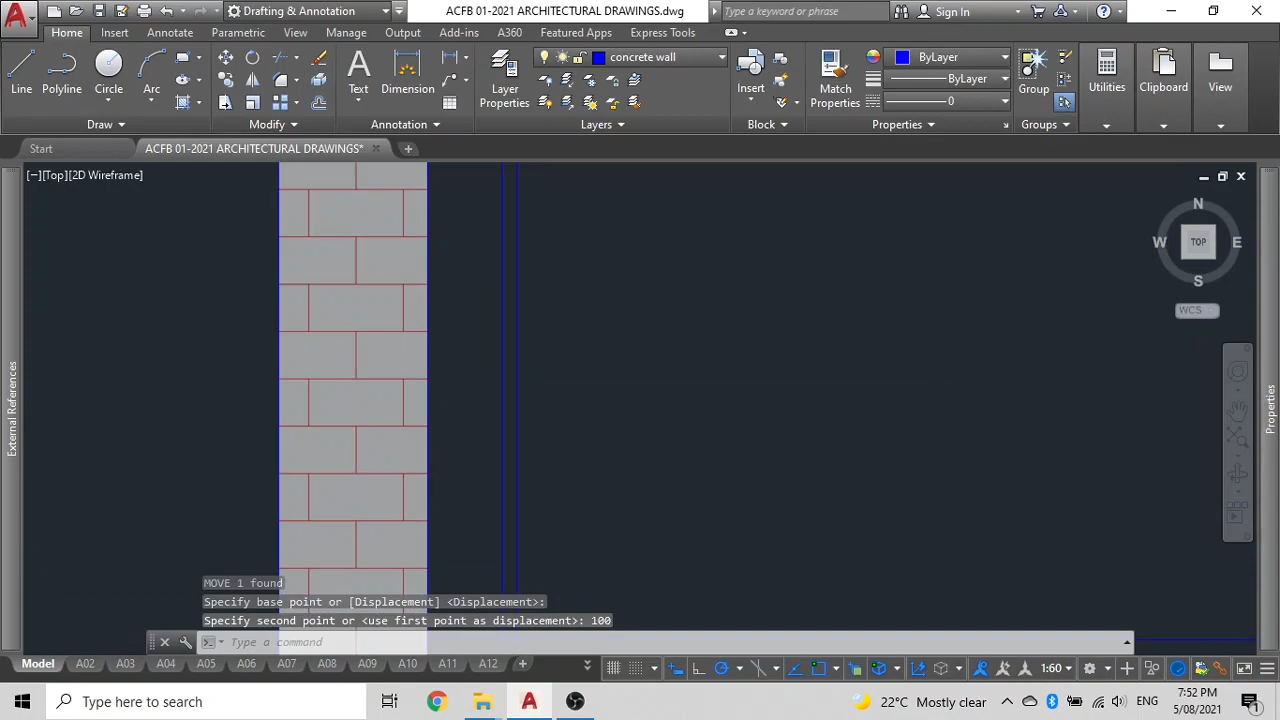 Drafting & Annotation
ACFB 01-2021 ARCHITECTURAL DRAWINGS.dwg
Type a keyword or phrase
Sign In
Home
Insert
Annotate
Parametric
View
Manage
Output
Add-ins
A360
Featured Apps
Express Tools
Line
Polyline
Circle
Arc
Text
Dimension
Layer Properties
concrete wall
Insert
Match Properties
ByLayer
ByLayer
0
Group
Utilities
Clipboard
View
Draw
Modify
Annotation
Layers
Block
Properties
Groups
Start
ACFB 01-2021 ARCHITECTURAL DRAWINGS*
[−][Top][2D Wireframe]
N
W
TOP
E
S
WCS
External References
Properties
MOVE 1 found
Specify base point or [Displacement] <Displacement>:
Specify second point or <use first point as displacement>: 100
Type a command
Model
A02
A03
A04
A05
A06
A07
A08
A09
A10
A11
A12
1:60
Type here to search
22°C Mostly clear
ENG
7:52 PM
5/08/2021
1